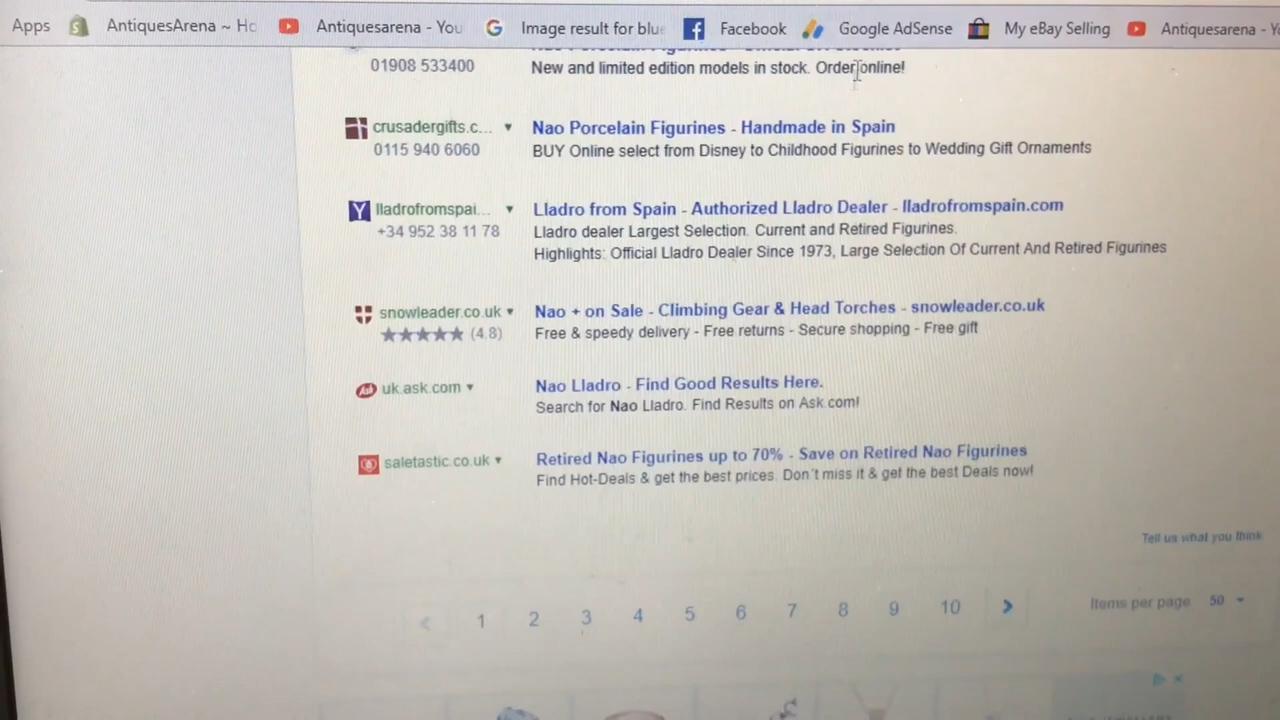 Apps AntiquesArena ~ Ho Antiquesarena - You Image result for blue Facebook Google AdSense My eBay Selling Antiquesarena - Yo
01908 533400 New and limited edition models in stock. Order online!
crusadergifts.c... Nao Porcelain Figurines - Handmade in Spain
0115 940 6060 BUY Online select from Disney to Childhood Figurines to Wedding Gift Ornaments
lladrofromspai... Lladro from Spain - Authorized Lladro Dealer - lladrofromspain.com
+34 952 38 11 78 Lladro dealer Largest Selection. Current and Retired Figurines.
Highlights: Official Lladro Dealer Since 1973, Large Selection Of Current And Retired Figurines
snowleader.co.uk Nao + on Sale - Climbing Gear & Head Torches - snowleader.co.uk
(4.8) Free & speedy delivery - Free returns - Secure shopping - Free gift
Ask uk.ask.com Nao Lladro - Find Good Results Here.
Search for Nao Lladro. Find Results on Ask.com!
saletastic.co.uk Retired Nao Figurines up to 70% - Save on Retired Nao Figurines
Find Hot-Deals & get the best prices. Don't miss it & get the best Deals now!
Tell us what you think
1 2 3 4 5 6 7 8 9 10 Items per page 50